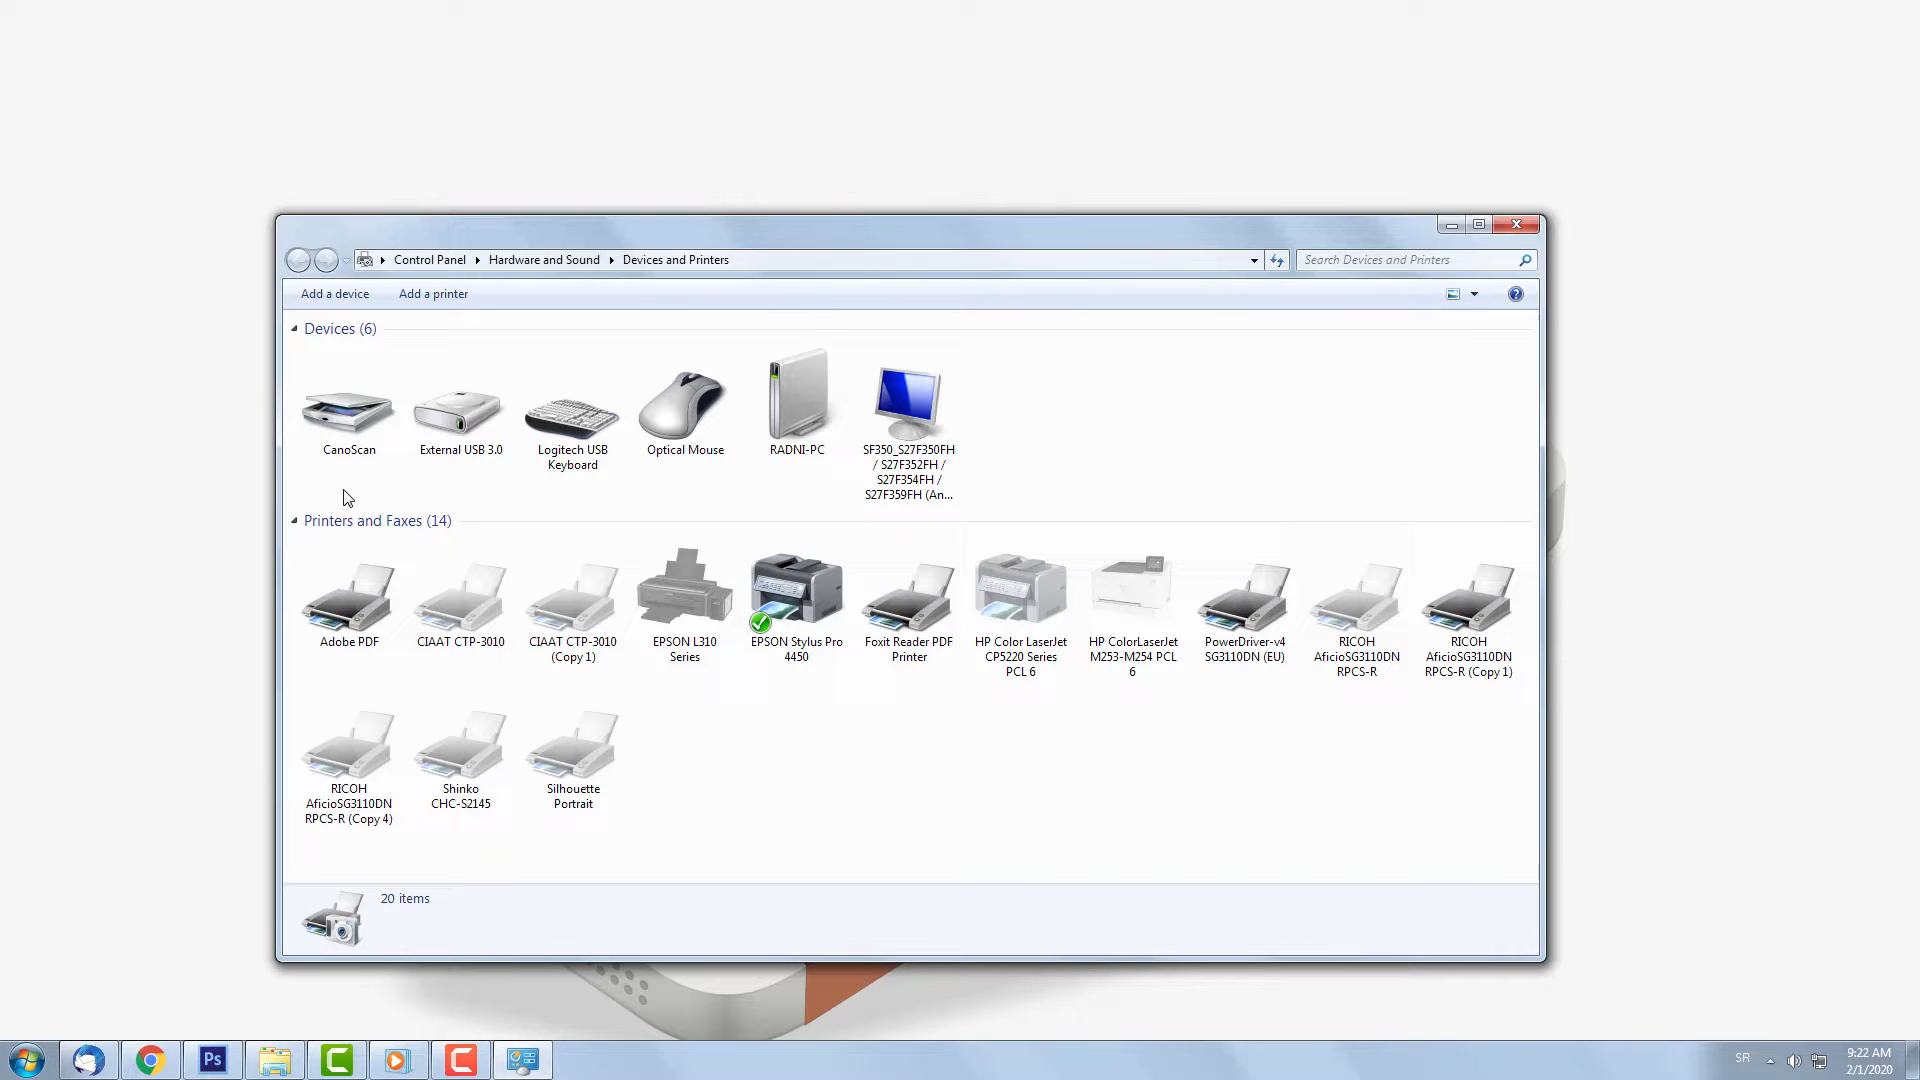 Control Panel Hardware and Sound Devices and Printers
Search Devices and Printers
Add a device Add a printer
Devices (6)
CanoScan
External USB 3.0
Logitech USB
Keyboard
Optical Mouse
RADNI-PC
SF350_S27F350FH
/ S27F352FH /
S27F354FH /
S27F359FH (An...
Printers and Faxes (14)
Adobe PDF
CIAAT CTP-3010
CIAAT CTP-3010
(Copy 1)
EPSON L310
Series
EPSON Stylus Pro
4450
Foxit Reader PDF
Printer
HP Color LaserJet
CP5220 Series
PCL 6
HP ColorLaserJet
M253-M254 PCL
6
PowerDriver-v4
SG3110DN (EU)
RICOH
AficioSG3110DN
RPCS-R
RICOH
AficioSG3110DN
RPCS-R (Copy 1)
RICOH
AficioSG3110DN
RPCS-R (Copy 4)
Shinko
CHC-S2145
Silhouette
Portrait
20 items
Ps
SR
9:22 AM
2/1/2020